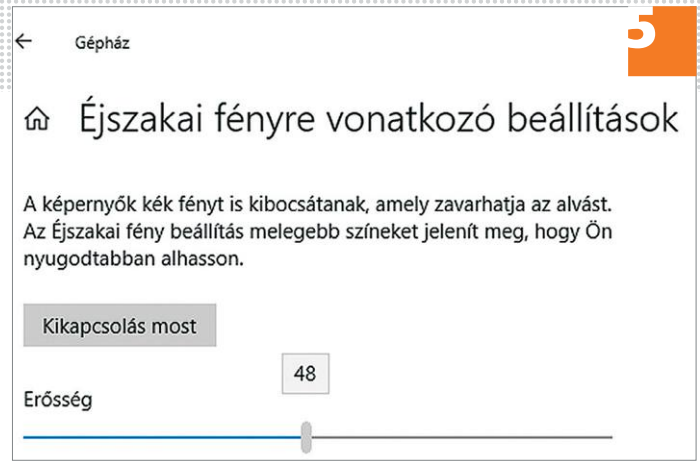 Gépház
5
Éjszakai fényre vonatkozó beállítások
A képernyők kék fényt is kibocsátanak, amely zavarhatja az alvást.
Az Éjszakai fény beállítás melegebb színeket jelenít meg, hogy Ön
nyugodtabban alhasson.
Kikapcsolás most
48
Erősség